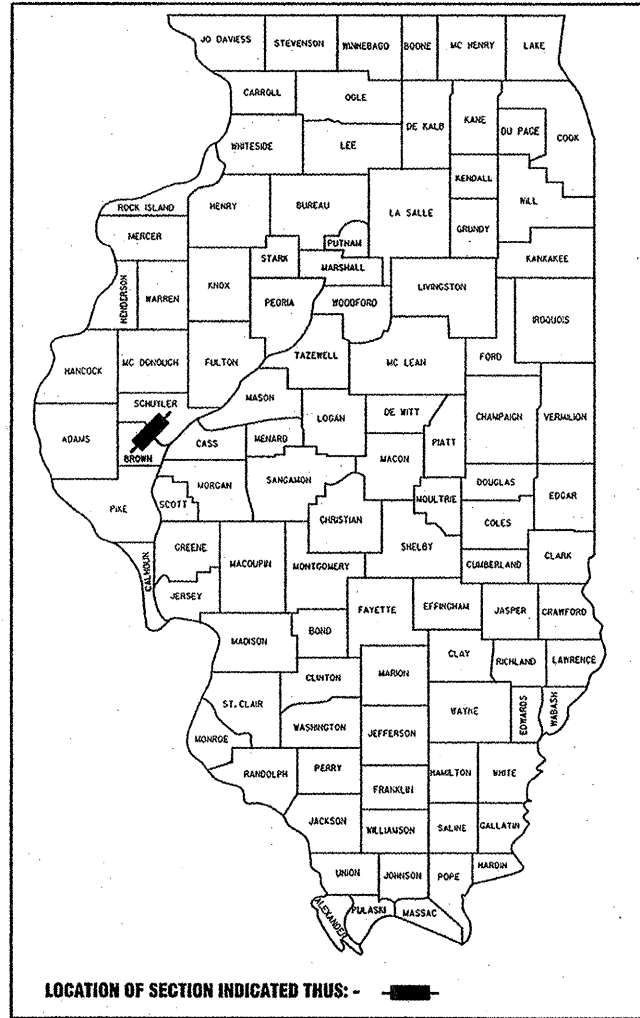 JO DAVIESS STEVENSON WINNEBAGO BOONE MC HENRY LAKE
CARROLL OGLE DE KALB KANE DU PAGE COOK
WHITESIDE LEE
KENDALL WILL
ROCK ISLAND HENRY BUREAU LA SALLE GRUNDY
MERCER PUTHAM
STARK MARSHALL KANKAKEE
HENDERSON WARREN KNOX PEORIA WOODFORD LIVINGSTON IROQUOIS
HANCOCK MC DONOUGH FULTON TAZEWELL MC LEAN FORD
SCHUYLER MASON
ADAMS BROWN CASS MENARD LOGAN DE WITT CHAMPAIGN VERMILION
MACON PIATT
PIKE SCOTT MORGAN SANGAMON MOULTRIE DOUGLAS EDGAR
CHRISTIAN COLES
CALHOUN GREENE MACOUPIN MONTGOMERY SHELBY CUMBERLAND CLARK
JERSEY FAYETTE EFFINGHAM JASPER CRAWFORD
MADISON BOND
CLINTON MARION CLAY RICHLAND LAWRENCE
ST. CLAIR WASHINGTON WAYNE EDWARDS WABASH
MONROE JEFFERSON
RANDOLPH PERRY HAMILTON WHITE
FRANKLIN
JACKSON WILLIAMSON SALINE GALLATIN
UNION JOHNSON POPE HARDIN
ALEXANDER PULASKI MASSAC
LOCATION OF SECTION INDICATED THUS: -